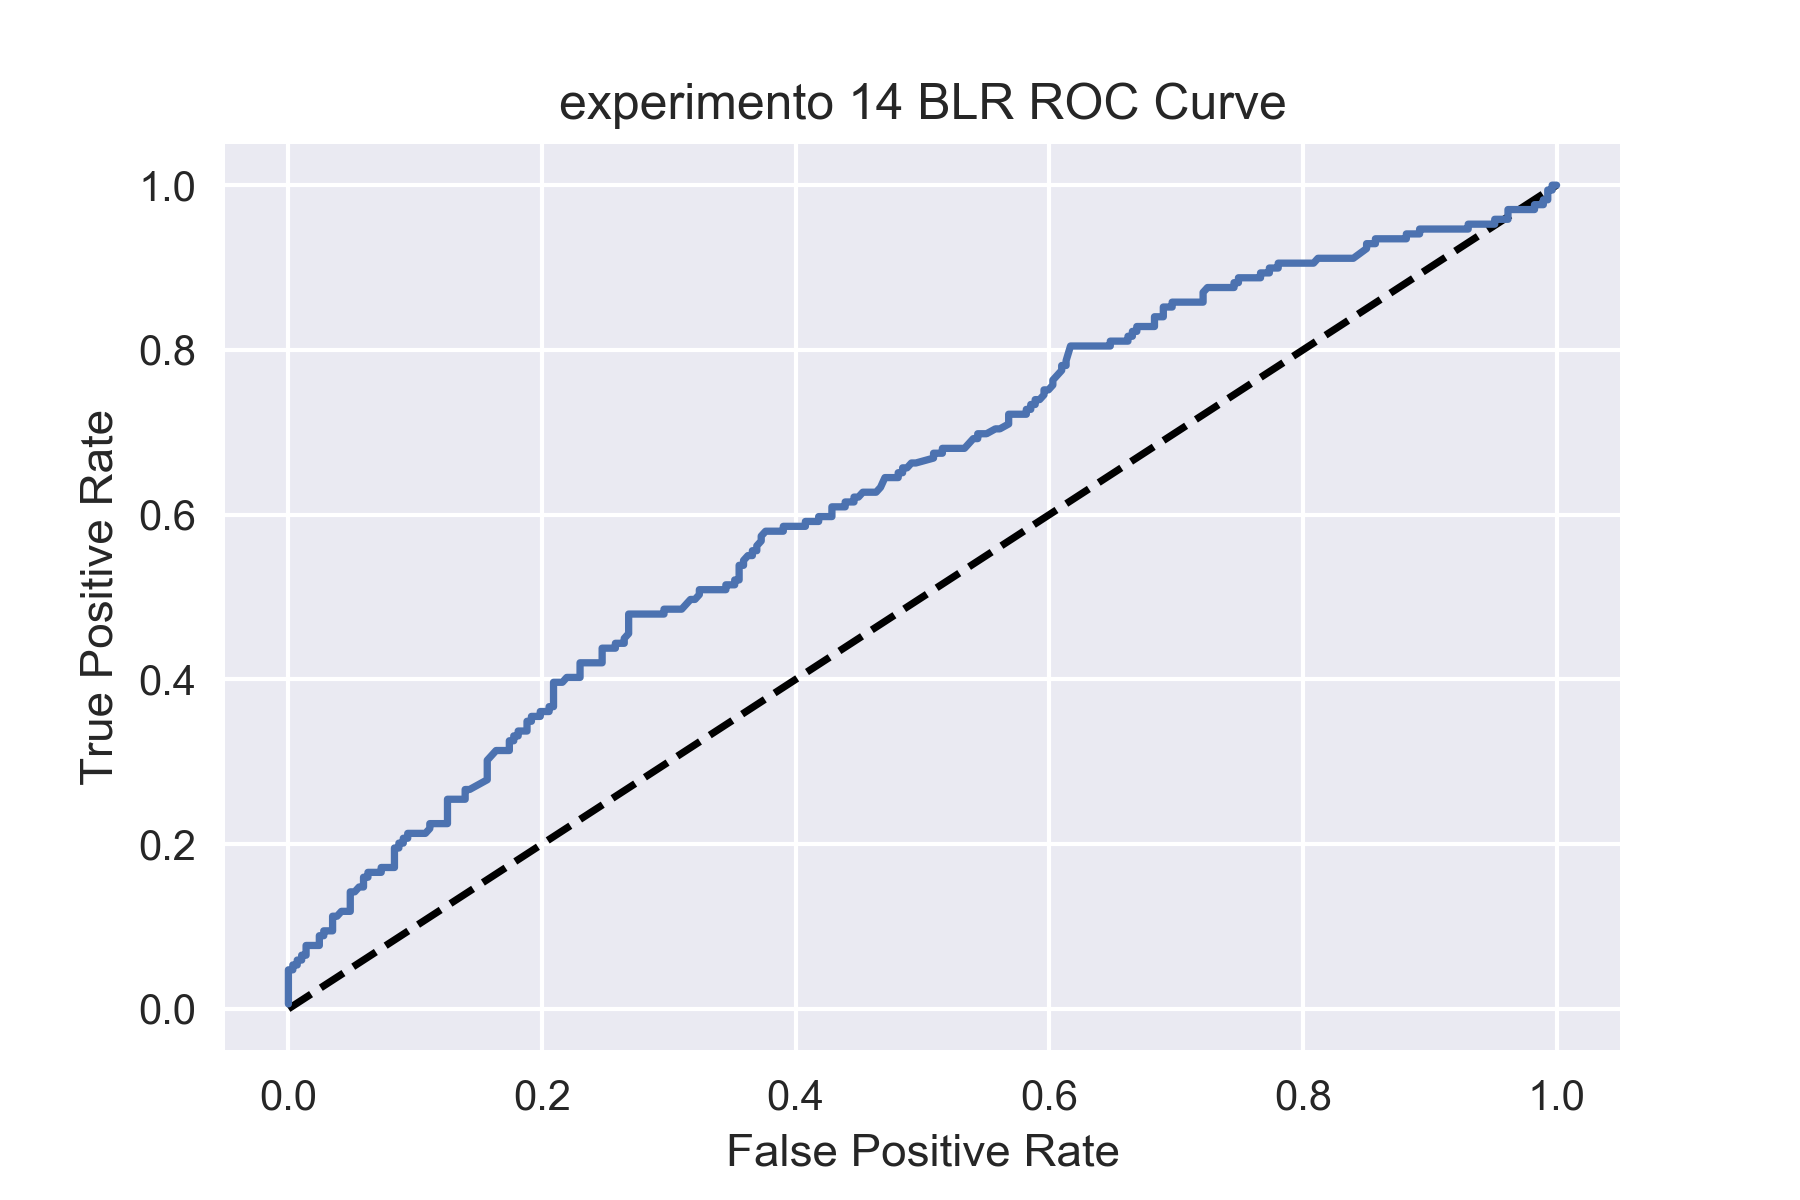 experimento 14 BLR ROC Curve
1.0
0.8
0.6
0.4
0.2
0.0
True Positive Rate
0.0 0.2 0.4 0.6 0.8 1.0
False Positive Rate